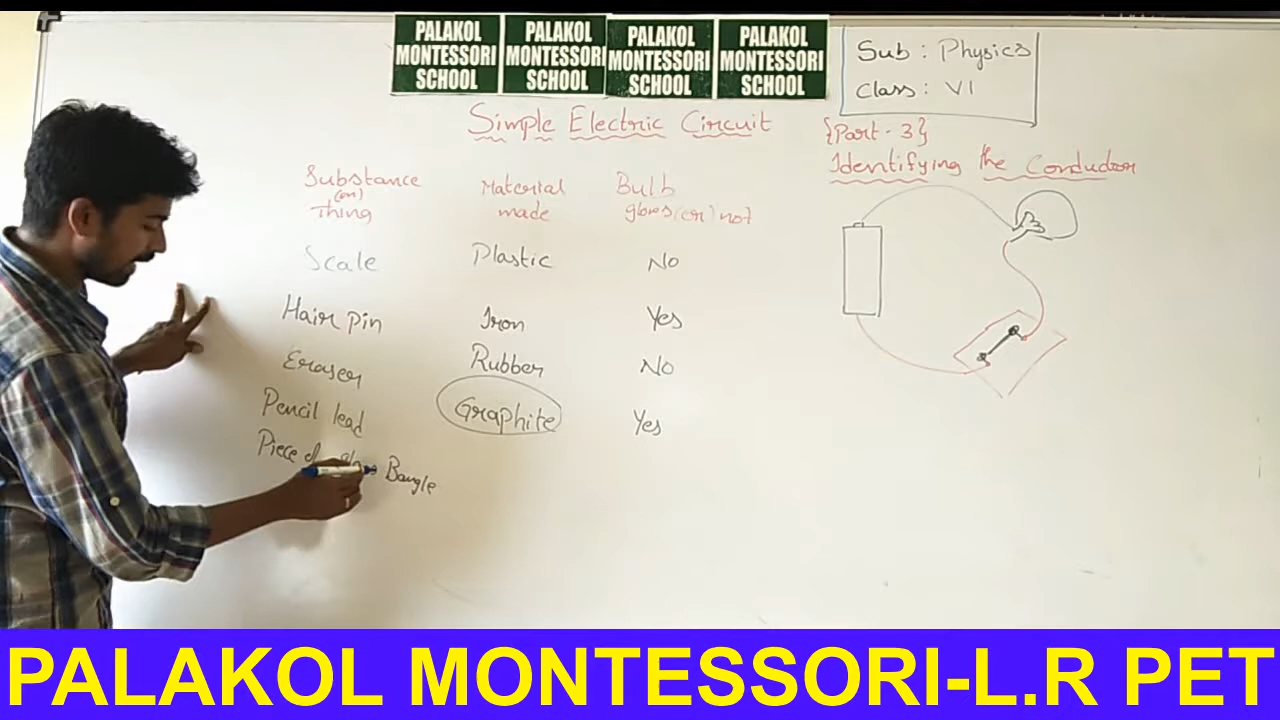 PALAKOL MONTESSORI SCHOOL
PALAKOL MONTESSORI SCHOOL
PALAKOL MONTESSORI SCHOOL
PALAKOL MONTESSORI SCHOOL
Sub : Physics
Class : VI
Simple Electric Circuit
{Part - 3}
Identifying the Conductor
Substance (or) Thing
Material made
Bulb glows (or) not
Scale Plastic No
Hair pin Iron Yes
Eraser Rubber No
Pencil lead Graphite Yes
Piece Bangle
PALAKOL MONTESSORI-L.R PET